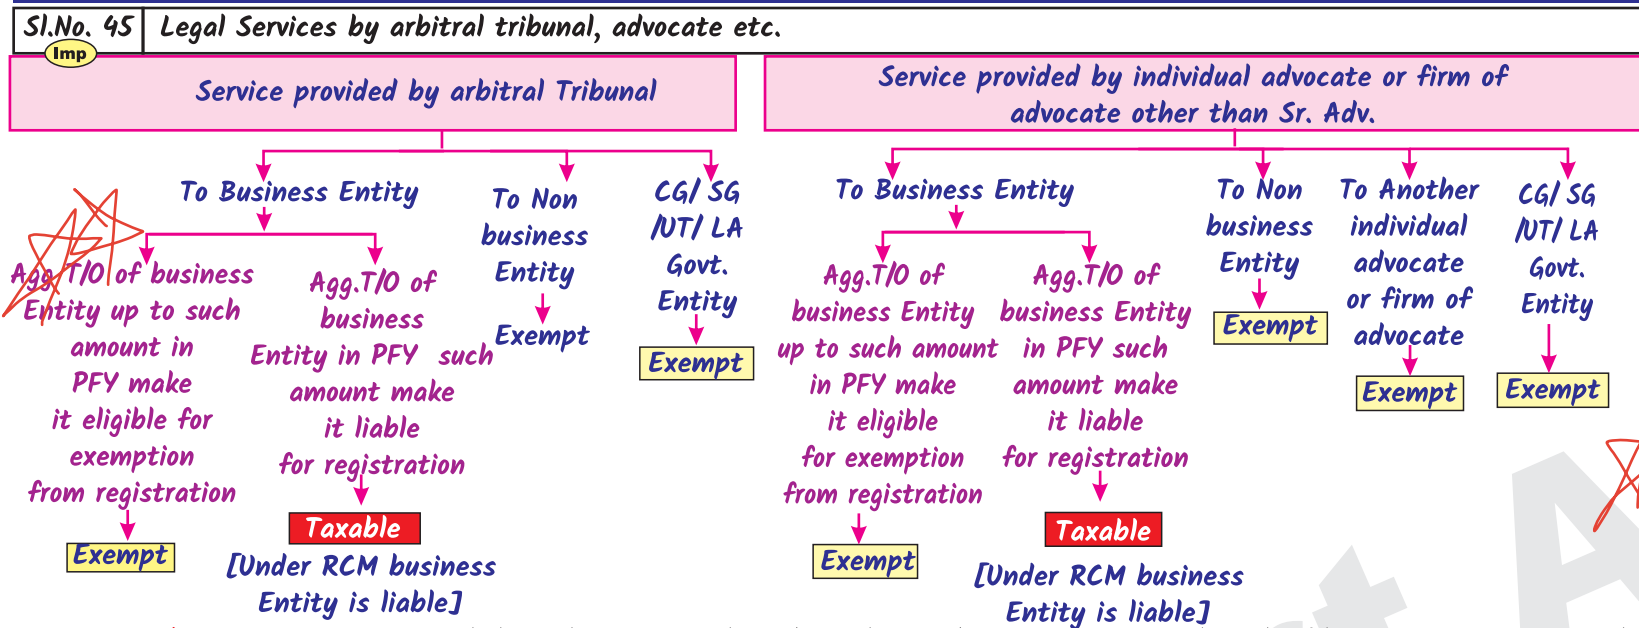 Sl.No. 45
Legal Services by arbitral tribunal, advocate etc.
Imp
Service provided by arbitral Tribunal
To Business Entity
Agg.T/O of business
Entity up to such
amount in
PFY make
it eligible for
exemption
from registration
Exempt
Agg.T/O of
business
Entity in PFY such
amount make
it liable
for registration
Taxable
[Under RCM business
Entity is liable]
To Non
business
Entity
Exempt
CG/ SG
/UT/ LA
Govt.
Entity
Exempt
Service provided by individual advocate or firm of
advocate other than Sr. Adv.
To Business Entity
Agg.T/O of
business Entity
up to such amount
in PFY make
it eligible
for exemption
from registration
Exempt
Agg.T/O of
business Entity
in PFY such
amount make
it liable
for registration
Taxable
[Under RCM business
Entity is liable]
To Non
business
Entity
Exempt
To Another
individual
advocate
or firm of
advocate
Exempt
CG/ SG
/UT/ LA
Govt.
Entity
Exempt